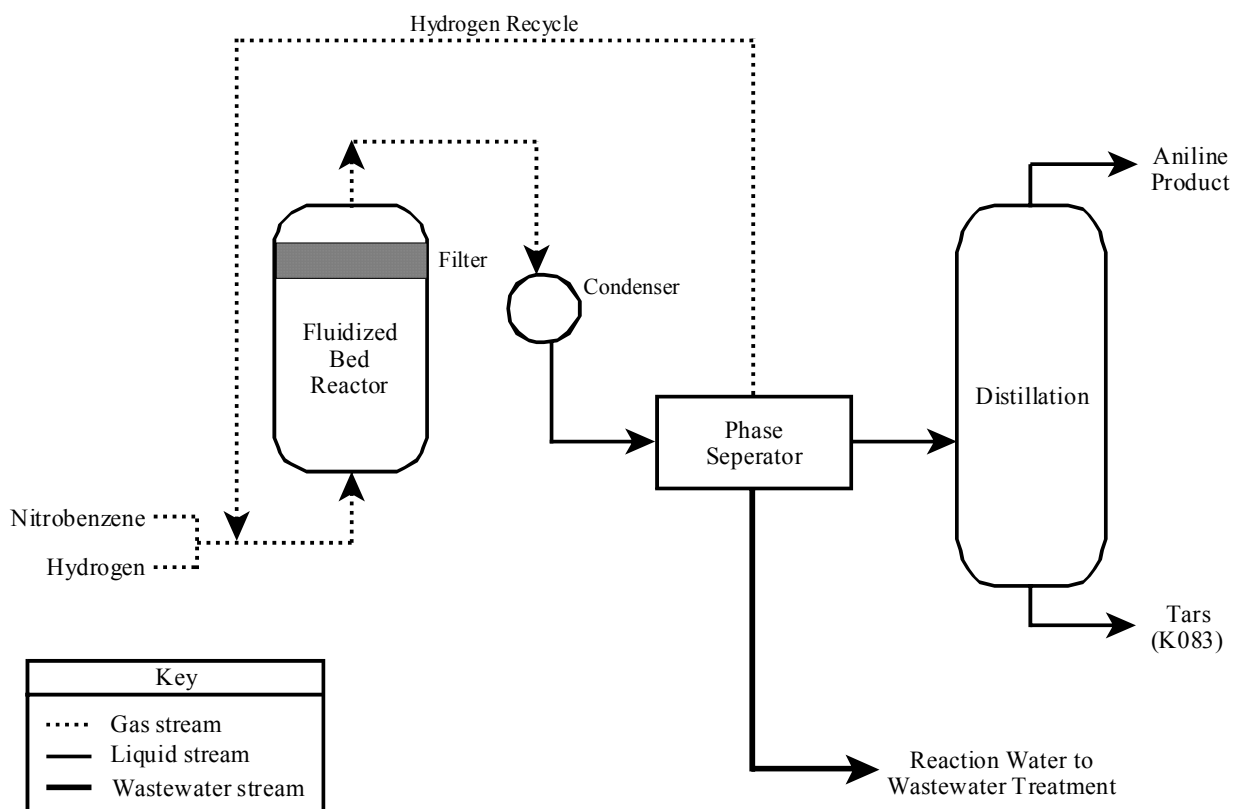 Hydrogen Recycle
Aniline
Product
Filter
Condenser
Fluidized
Bed
Reactor
Distillation
Phase
Seperator
Nitrobenzene
Hydrogen
Tars
(K083)
Key
Gas stream
Liquid stream
Wastewater stream
Reaction Water to
Wastewater Treatment